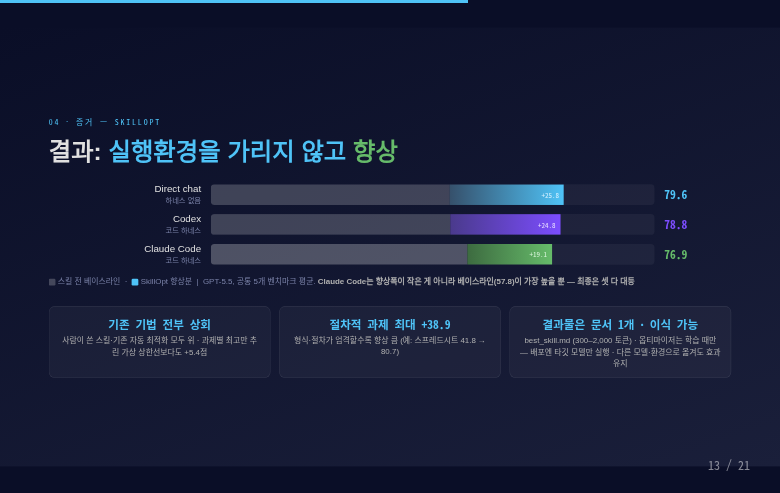 04 · 증거 — SKILLOPT
결과: 실행환경을 가리지 않고 향상
Direct chat
하네스 없음
+25.8
79.6
Codex
코드 하네스
+24.8
78.8
Claude Code
코드 하네스
+19.1
76.9
스킬 전 베이스라인 · SkillOpt 향상분 | GPT-5.5, 공통 5개 벤치마크 평균. Claude Code는 향상폭이 작은 게 아니라 베이스라인(57.8)이 가장 높을 뿐 — 최종은 셋 다 대등
기존 기법 전부 상회
사람이 쓴 스킬·기존 자동 최적화 모두 위 · 과제별 최고만 추
린 가상 상한선보다도 +5.4점
절차적 과제 최대 +38.9
형식·절차가 엄격할수록 향상 큼 (예: 스프레드시트 41.8 →
80.7)
결과물은 문서 1개 · 이식 가능
best_skill.md (300–2,000 토큰) · 옵티마이저는 학습 때만
— 배포엔 타깃 모델만 실행 · 다른 모델·환경으로 옮겨도 효과
유지
13 / 21